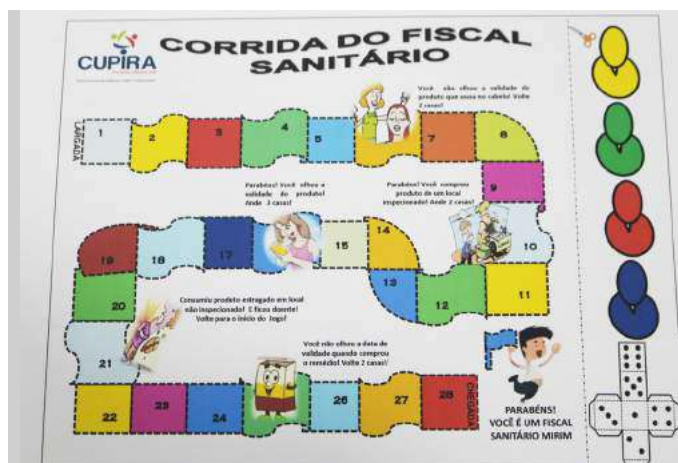 CUPIRA
CORRIDA DO FISCAL
SANITÁRIO
Você não olhou a validade do
produto que usou no cabelo! Volte
2 casas!
LARGADA
1
2
3
4
5
7
8
9
Parabéns! Você olhou a
validade do produto!
Ande 3 casas!
Parabéns! Você comprou
produto de um local
inspecionado! Ande 2 casas!
19
18
17
15
14
10
13
12
11
20
Consumiu produto estragado em local
não inspecionado! E ficou doente!
Volte para o início do Jogo!
21
Você não olhou a data de
validade quando comprou
o remédio! Volte 2 casas!
22
23
24
26
27
28
CHEGADA
PARABÉNS!
VOCÊ É UM FISCAL
SANITÁRIO MIRIM